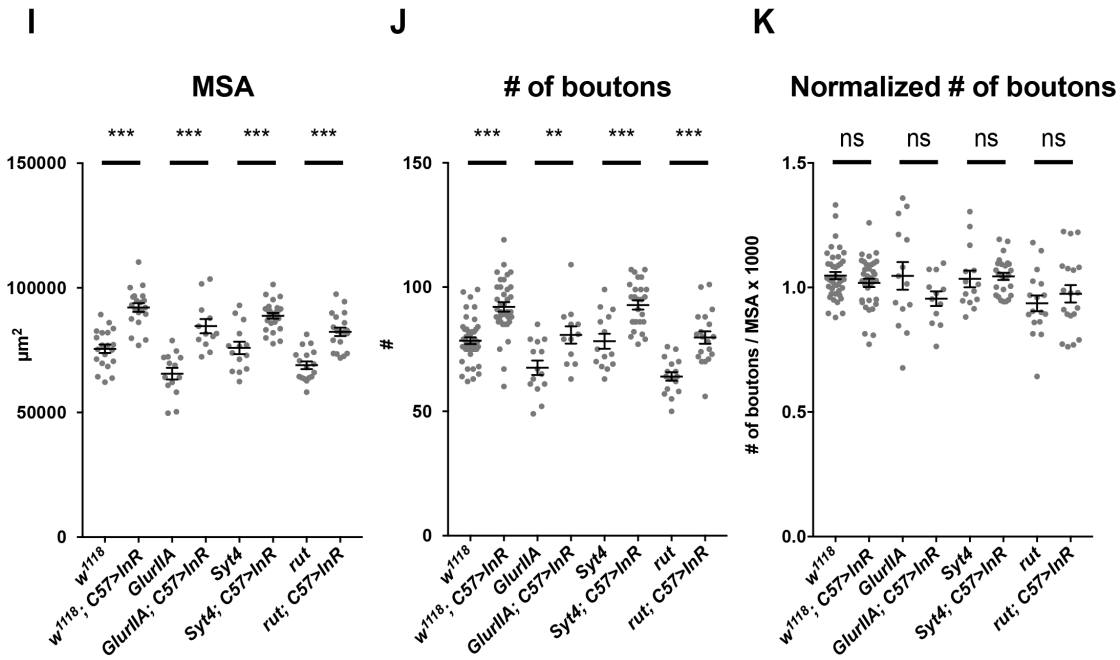 I
MSA
*** *** *** ***
150000
100000
50000
0
µm²
w¹¹¹⁸
w¹¹¹⁸; C57>InR
GlurIIA
GlurIIA; C57>InR
Syt4
Syt4; C57>InR
rut
rut; C57>InR
J
# of boutons
*** ** *** ***
150
100
50
0
#
w¹¹¹⁸
w¹¹¹⁸; C57>InR
GlurIIA
GlurIIA; C57>InR
Syt4
Syt4; C57>InR
rut
rut; C57>InR
K
Normalized # of boutons
ns ns ns ns
1.5
1.0
0.5
0.0
# of boutons / MSA x 1000
w¹¹¹⁸
w¹¹¹⁸; C57>InR
GlurIIA
GlurIIA; C57>InR
Syt4
Syt4; C57>InR
rut
rut; C57>InR